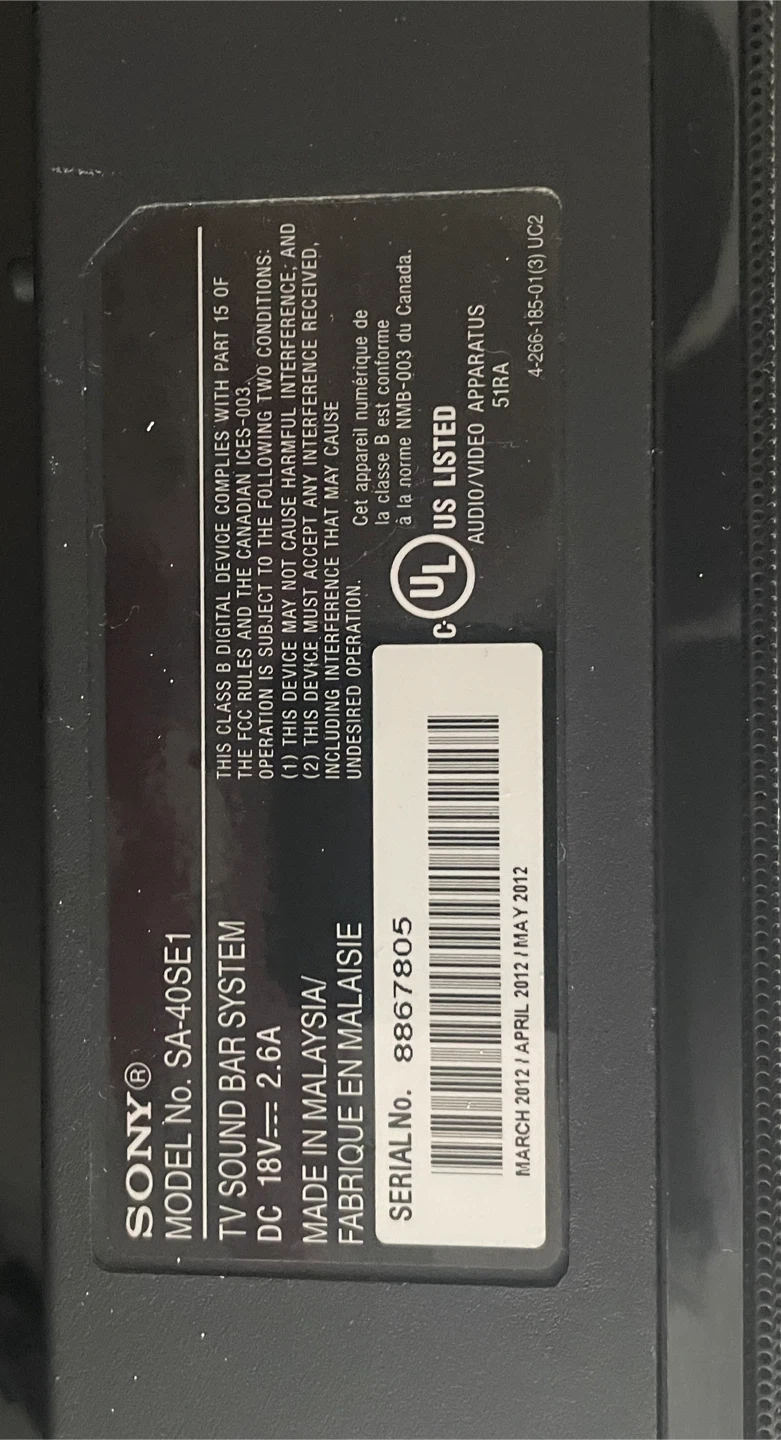 SONY®
MODEL No. SA-40SE1
TV SOUND BAR SYSTEM
DC 18V⎓ 2.6A
MADE IN MALAYSIA/
FABRIQUE EN MALAISIE
THIS CLASS B DIGITAL DEVICE COMPLIES WITH PART 15 OF
THE FCC RULES AND THE CANADIAN ICES-003.
OPERATION IS SUBJECT TO THE FOLLOWING TWO CONDITIONS:
(1) THIS DEVICE MAY NOT CAUSE HARMFUL INTERFERENCE, AND
(2) THIS DEVICE MUST ACCEPT ANY INTERFERENCE RECEIVED,
INCLUDING INTERFERENCE THAT MAY CAUSE
UNDESIRED OPERATION.
Cet appareil numérique de
la classe B est conforme
à la norme NMB-003 du Canada.
SERIAL No. 8867805
MARCH 2012 / APRIL 2012 / MAY 2012
C UL US LISTED
AUDIO/VIDEO APPARATUS
51RA
4-266-185-01(3) UC2